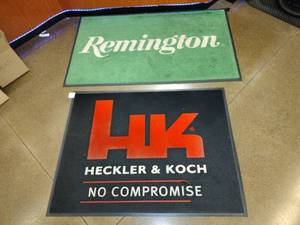 Remington
HK
HECKLER & KOCH
NO COMPROMISE